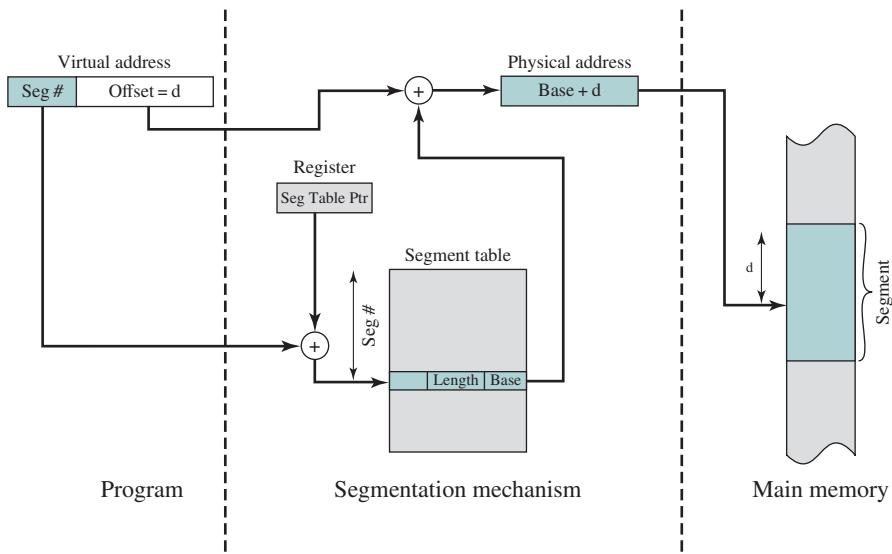 Virtual address
Seg # Offset = d
Physical address
Base + d
+
Register
Seg Table Ptr
Segment table
Seg #
+
Length Base
d
Segment
Program
Segmentation mechanism
Main memory